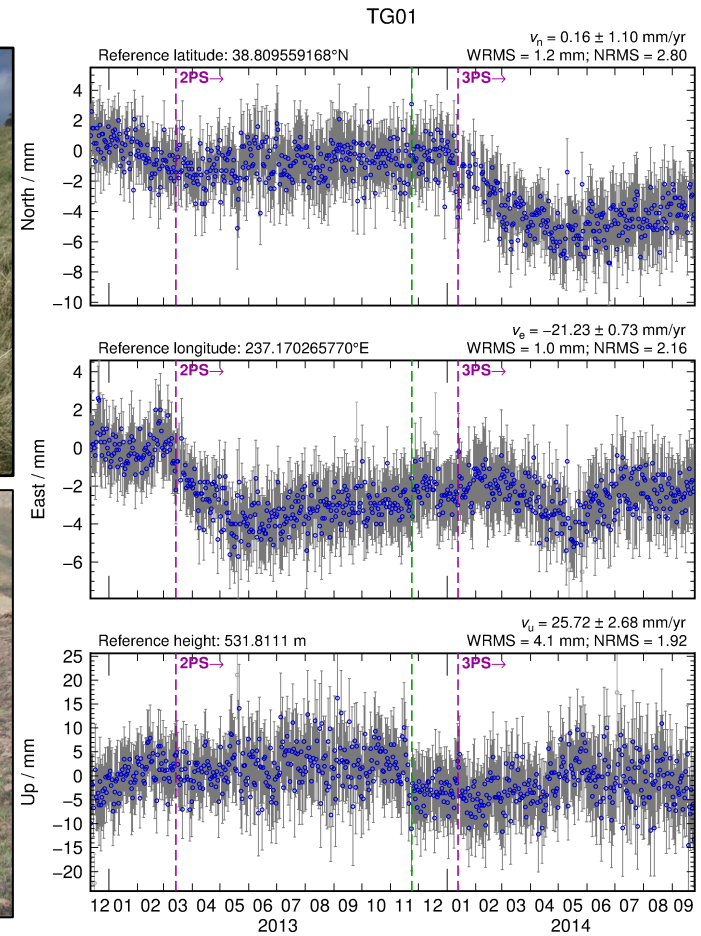 TG01
vn = 0.16 ± 1.10 mm/yr
Reference latitude: 38.809559168°N WRMS = 1.2 mm; NRMS = 2.80
2PS→ 3PS→
4
2
0
−2
−4
−6
−8
−10
North / mm
ve = −21.23 ± 0.73 mm/yr
Reference longitude: 237.170265770°E WRMS = 1.0 mm; NRMS = 2.16
2PS→ 3PS→
4
2
0
−2
−4
−6
East / mm
vu = 25.72 ± 2.68 mm/yr
Reference height: 531.8111 m WRMS = 4.1 mm; NRMS = 1.92
2PS→ 3PS→
25
20
15
10
5
0
−5
−10
−15
−20
Up / mm
12 01 02 03 04 05 06 07 08 09 10 11 12 01 02 03 04 05 06 07 08 09
2013 2014